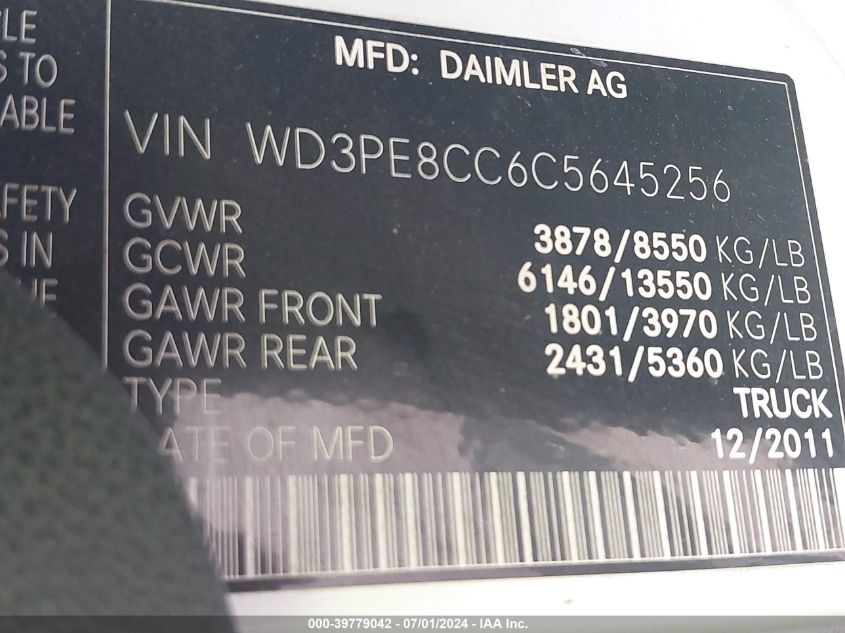 LE
S TO
ABLE
AFETY
S IN
MFD: DAIMLER AG
VIN WD3PE8CC6C5645256
GVWR 3878/8550 KG/LB
GCWR 6146/13550 KG/LB
GAWR FRONT 1801/3970 KG/LB
GAWR REAR 2431/5360 KG/LB
TYPE TRUCK
DATE OF MFD 12/2011
000-39779042 - 07/01/2024 - IAA Inc.